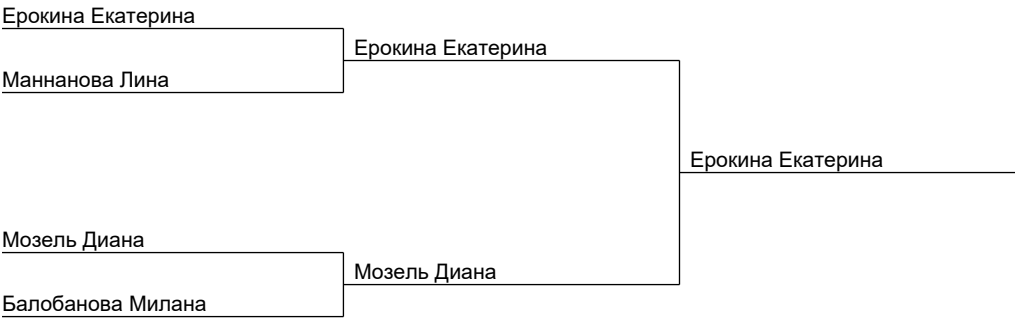 Ерокина Екатерина
Ерокина Екатерина
Маннанова Лина
Ерокина Екатерина
Мозель Диана
Мозель Диана
Балобанова Милана